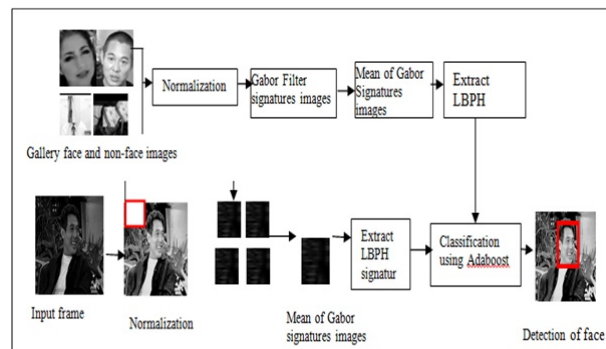 Normalization
Gabor Filter
signatures images
Mean of Gabor
Signatures
images
Extract
LBPH
Gallery face and non-face images
Extract
LBPH
signatur
Classification
using Adaboost
Input frame
Normalization
Mean of Gabor
signatures images
Detection of face